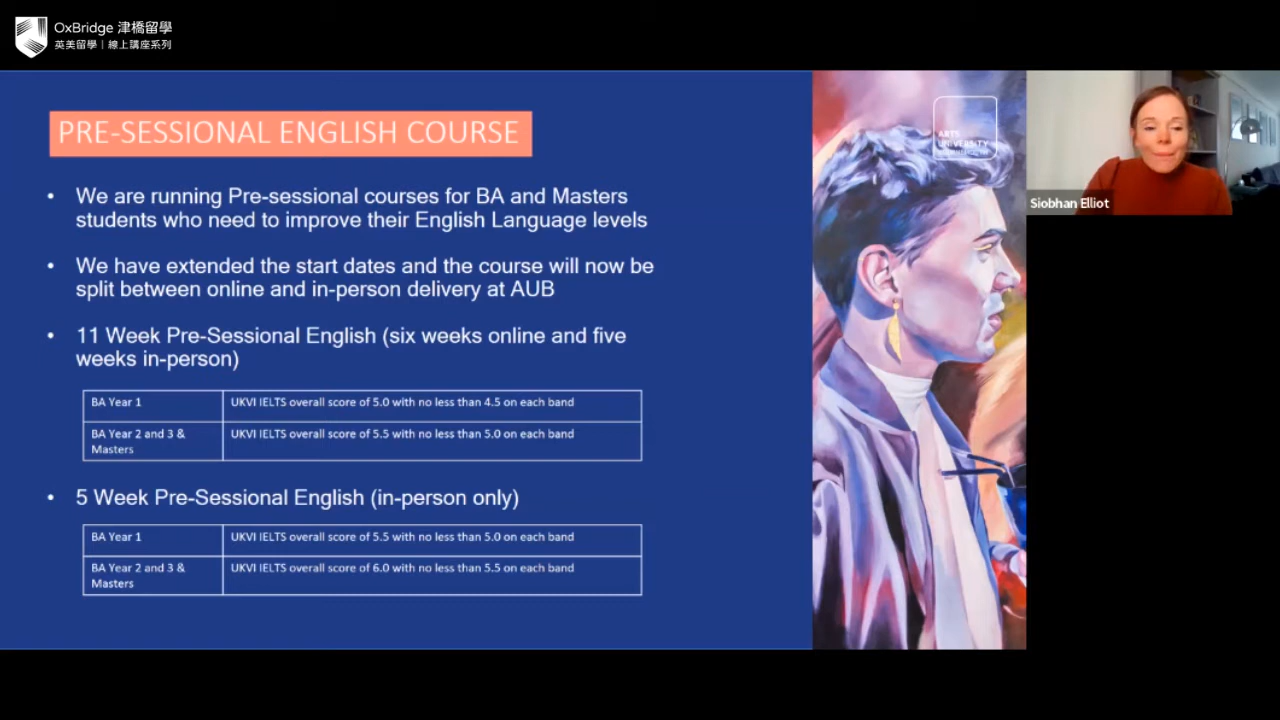 OxBridge 津橋留學
英美留學 | 線上講座系列
PRE-SESSIONAL ENGLISH COURSE
• We are running Pre-sessional courses for BA and Masters
students who need to improve their English Language levels
• We have extended the start dates and the course will now be
split between online and in-person delivery at AUB
• 11 Week Pre-Sessional English (six weeks online and five
weeks in-person)
BA Year 1
UKVI IELTS overall score of 5.0 with no less than 4.5 on each band
BA Year 2 and 3 &
Masters
UKVI IELTS overall score of 5.5 with no less than 5.0 on each band
• 5 Week Pre-Sessional English (in-person only)
BA Year 1
UKVI IELTS overall score of 5.5 with no less than 5.0 on each band
BA Year 2 and 3 &
Masters
UKVI IELTS overall score of 6.0 with no less than 5.5 on each band
ARTS
UNIVERSITY
Siobhan Elliot